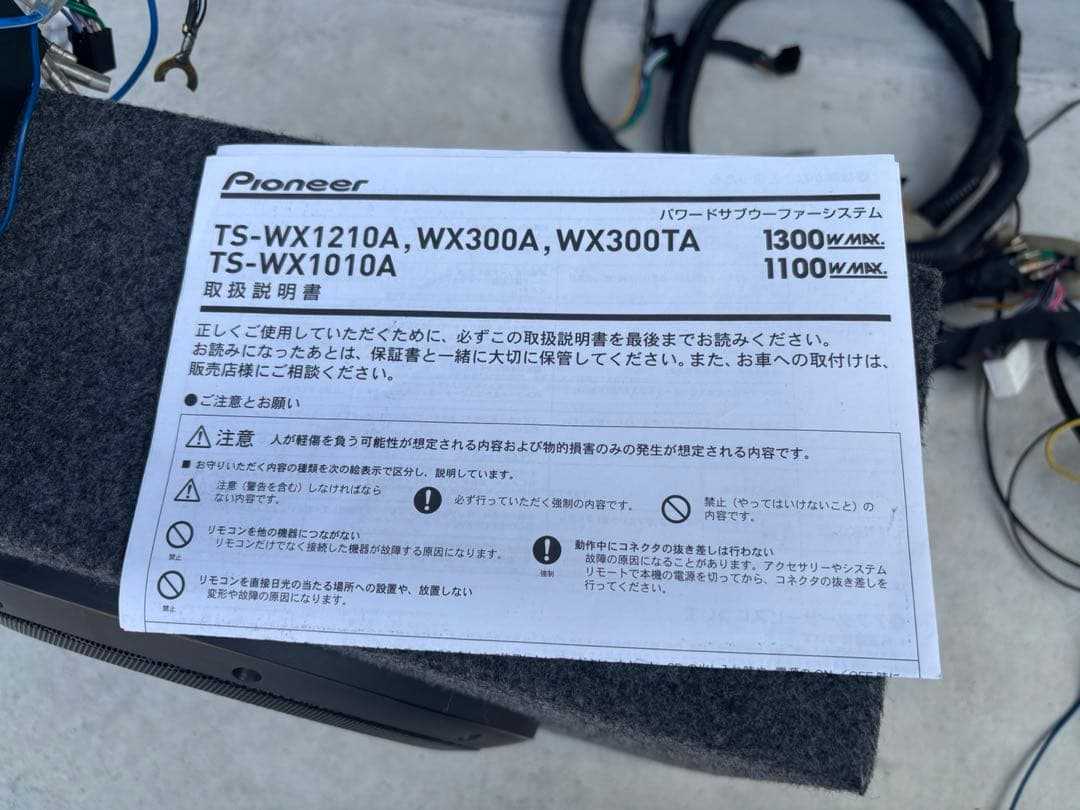 Pioneer
パワードサブウーファーシステム
TS-WX1210A, WX300A, WX300TA 1300W MAX.
TS-WX1010A 1100W MAX.
取扱説明書
正しくご使用していただくために、必ずこの取扱説明書を最後までお読みください。
お読みになったあとは、保証書と一緒に大切に保管してください。また、お車への取付けは、
販売店様にご相談ください。
●ご注意とお願い
注意 人が軽傷を負う可能性が想定される内容および物的損害のみの発生が想定される内容です。
■ お守りいただく内容の種類を次の絵表示で区分し、説明しています。
注意（警告を含む）しなければなら
ない内容です。
必ず行っていただく強制の内容です。
禁止（やってはいけないこと）の
内容です。
リモコンを他の機器につながない
リモコンだけでなく接続した機器が故障する原因になります。
禁止
リモコンを直接日光の当たる場所への設置や、放置しない
変形や故障の原因になります。
禁止
動作中にコネクタの抜き差しは行わない
故障の原因になることがあります。アクセサリーやシステム
リモートで本機の電源を切ってから、コネクタの抜き差しを
行ってください。
強制